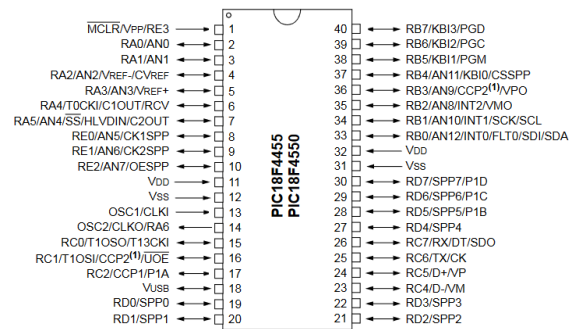 MCLR/VPP/RE3 1
RA0/AN0 2
RA1/AN1 3
RA2/AN2/VREF-/CVREF 4
RA3/AN3/VREF+ 5
RA4/T0CKI/C1OUT/RCV 6
RA5/AN4/SS/HLVDIN/C2OUT 7
RE0/AN5/CK1SPP 8
RE1/AN6/CK2SPP 9
RE2/AN7/OESPP 10
VDD 11
VSS 12
OSC1/CLKI 13
OSC2/CLKO/RA6 14
RC0/T1OSO/T13CKI 15
RC1/T1OSI/CCP2(1)/UOE 16
RC2/CCP1/P1A 17
VUSB 18
RD0/SPP0 19
RD1/SPP1 20
PIC18F4455
PIC18F4550
40 RB7/KBI3/PGD
39 RB6/KBI2/PGC
38 RB5/KBI1/PGM
37 RB4/AN11/KBI0/CSSPP
36 RB3/AN9/CCP2(1)/VPO
35 RB2/AN8/INT2/VMO
34 RB1/AN10/INT1/SCK/SCL
33 RB0/AN12/INT0/FLT0/SDI/SDA
32 VDD
31 VSS
30 RD7/SPP7/P1D
29 RD6/SPP6/P1C
28 RD5/SPP5/P1B
27 RD4/SPP4
26 RC7/RX/DT/SDO
25 RC6/TX/CK
24 RC5/D+/VP
23 RC4/D-/VM
22 RD3/SPP3
21 RD2/SPP2